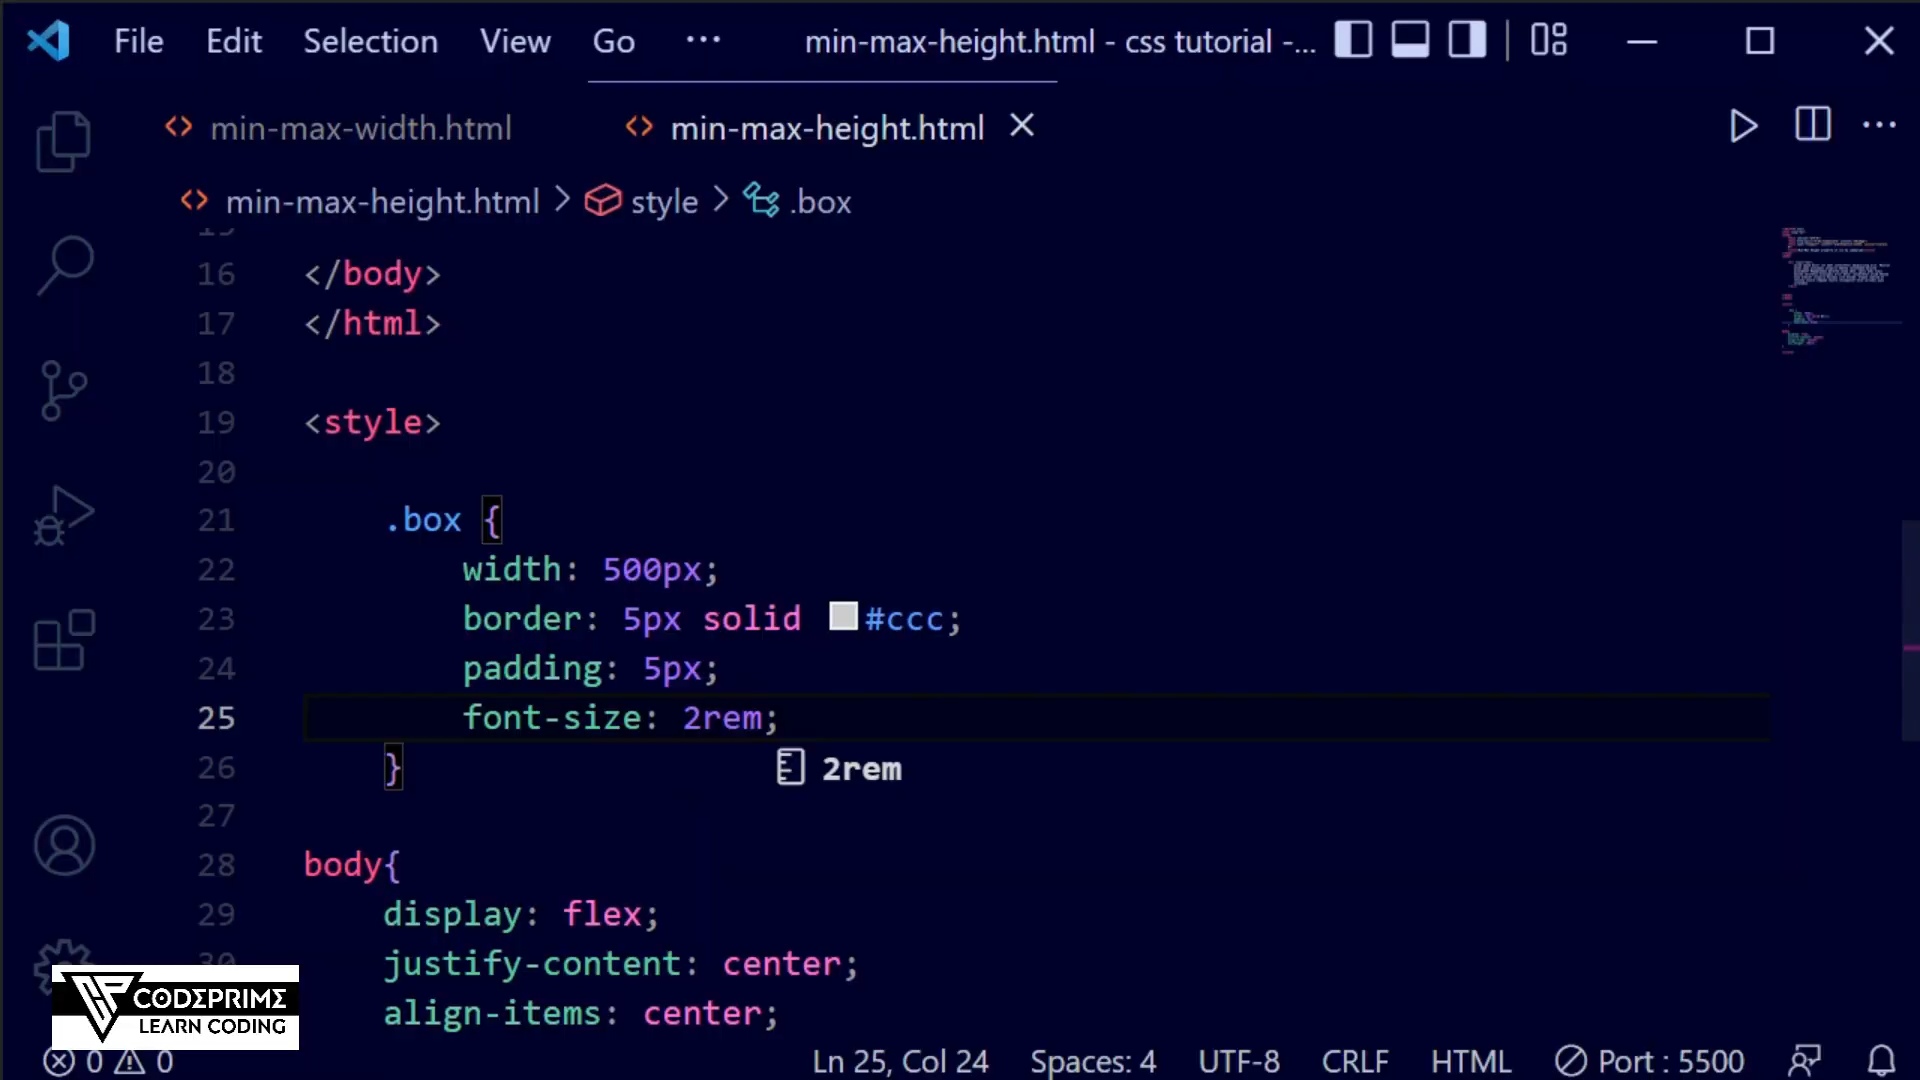 File Edit Selection View Go ... min-max-height.html - css tutorial -...
min-max-width.html min-max-height.html
min-max-height.html > style > .box
16 </body>
17 </html>
18
19 <style>
20
21 .box {
22 width: 500px;
23 border: 5px solid #ccc;
24 padding: 5px;
25 font-size: 2rem;
26 }
2rem
27
28 body{
29 display: flex;
30 justify-content: center;
align-items: center;
CODEPRIME
LEARN CODING
0 0 Ln 25, Col 24 Spaces: 4 UTF-8 CRLF HTML Port : 5500